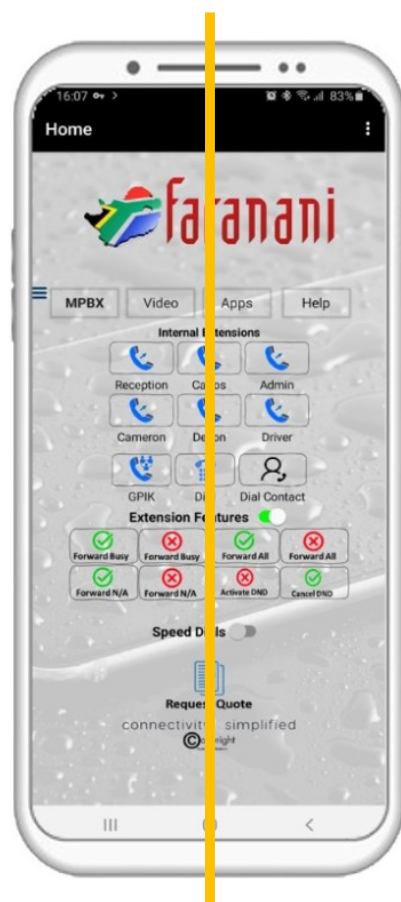 16:07 83%
Home
faranani
MPBX Video Apps Help
Internal Extensions
Reception Admin
Cameron Driver
GPIK Dial Contact
Extension Features
Forward Busy Forward Busy Forward All Forward All
Forward N/A Forward N/A Activate DND Cancel DND
Speed Dials
Request Quote
connectivity simplified
Copyright